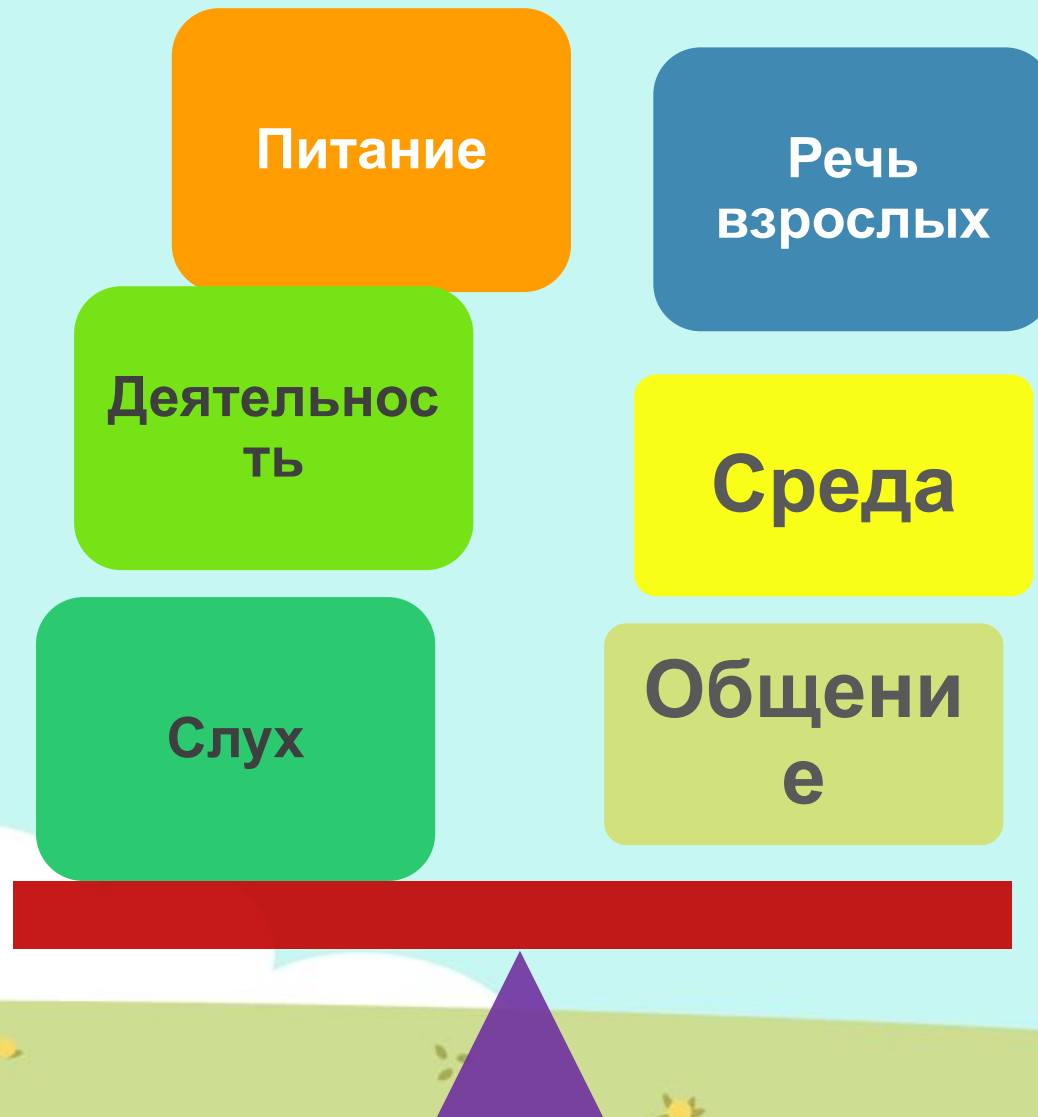 Питание
Речь
взрослых
Деятельнос
ть
Среда
Слух
Общени
е